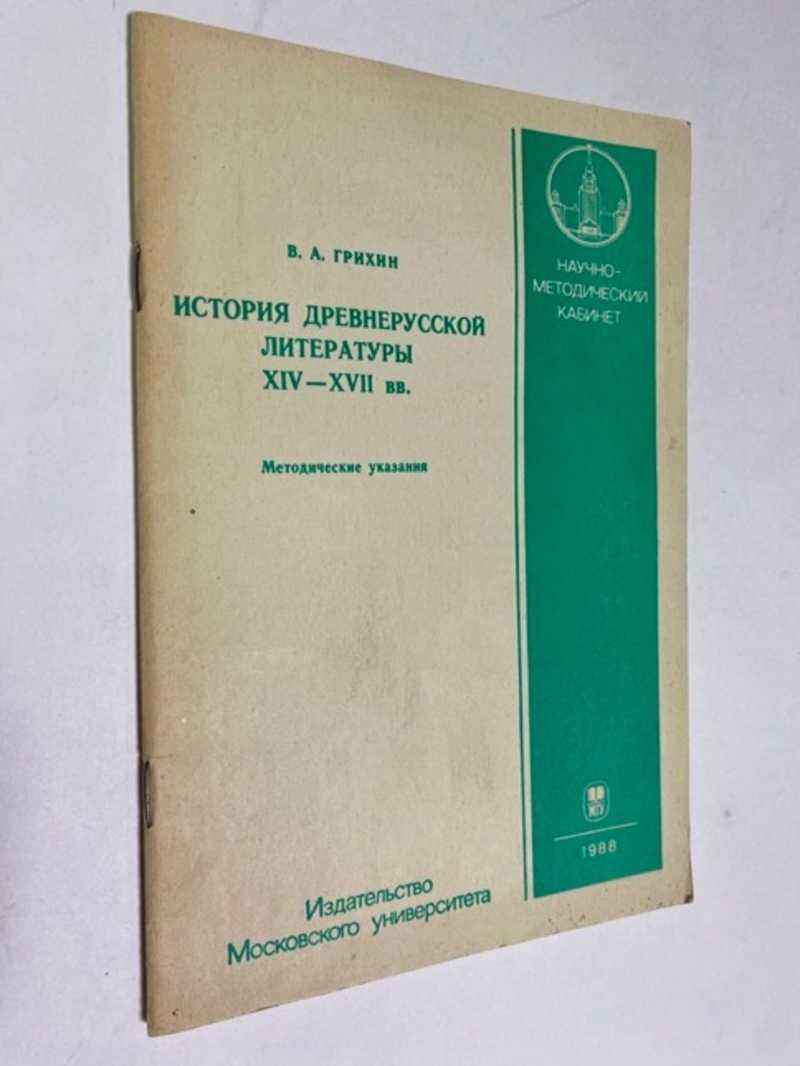 В. А. ГРИХИН
ИСТОРИЯ ДРЕВНЕРУССКОЙ
ЛИТЕРАТУРЫ
XIV—XVII вв.
Методические указания
Издательство
Московского университета
НАУЧНО-
МЕТОДИЧЕСКИЙ
КАБИНЕТ
МГУ
1988